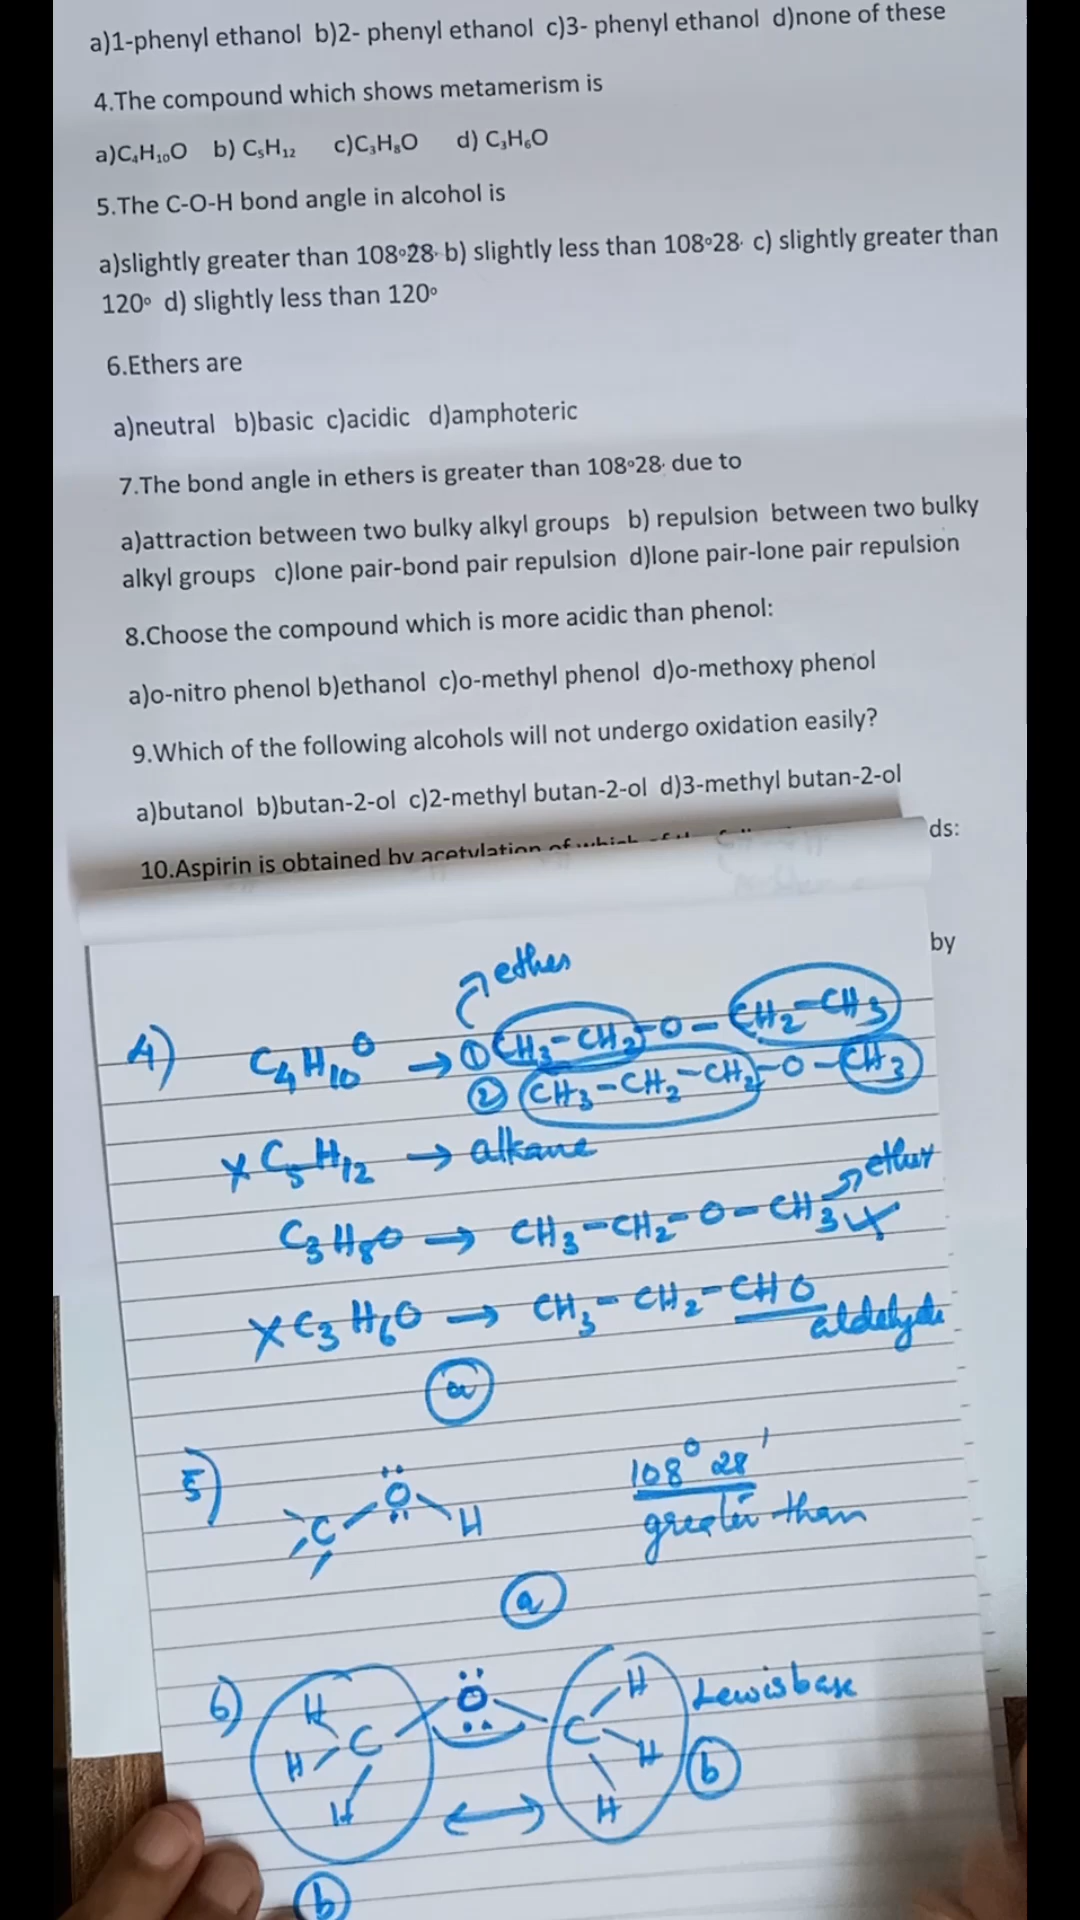 a)1-phenyl ethanol b)2- phenyl ethanol c)3- phenyl ethanol d)none of these
4.The compound which shows metamerism is
a)C₄H₁₀O b) C₅H₁₂ c)C₃H₈O d) C₃H₆O
5.The C-O-H bond angle in alcohol is
a)slightly greater than 108°28· b) slightly less than 108°28· c) slightly greater than
120° d) slightly less than 120°
6.Ethers are
a)neutral b)basic c)acidic d)amphoteric
7.The bond angle in ethers is greater than 108°28· due to
a)attraction between two bulky alkyl groups b) repulsion between two bulky
alkyl groups c)lone pair-bond pair repulsion d)lone pair-lone pair repulsion
8.Choose the compound which is more acidic than phenol:
a)o-nitro phenol b)ethanol c)o-methyl phenol d)o-methoxy phenol
9.Which of the following alcohols will not undergo oxidation easily?
a)butanol b)butan-2-ol c)2-methyl butan-2-ol d)3-methyl butan-2-ol
10.Aspirin is obtained by acetylation of which of the ds:
by
ether
4) C₄H₁₀O → ① CH₃-CH₂-O-CH₂-CH₃
② CH₃-CH₂-CH₂-O-CH₃
x C₅H₁₂ → alkane
ether
C₃H₈O → CH₃-CH₂-O-CH₃ x
x C₃H₆O → CH₃-CH₂-CHO
aldehyde
a
5) C O H 108° 28'
greater than
a
6) H H C H O C H H H Lewis base
b
b